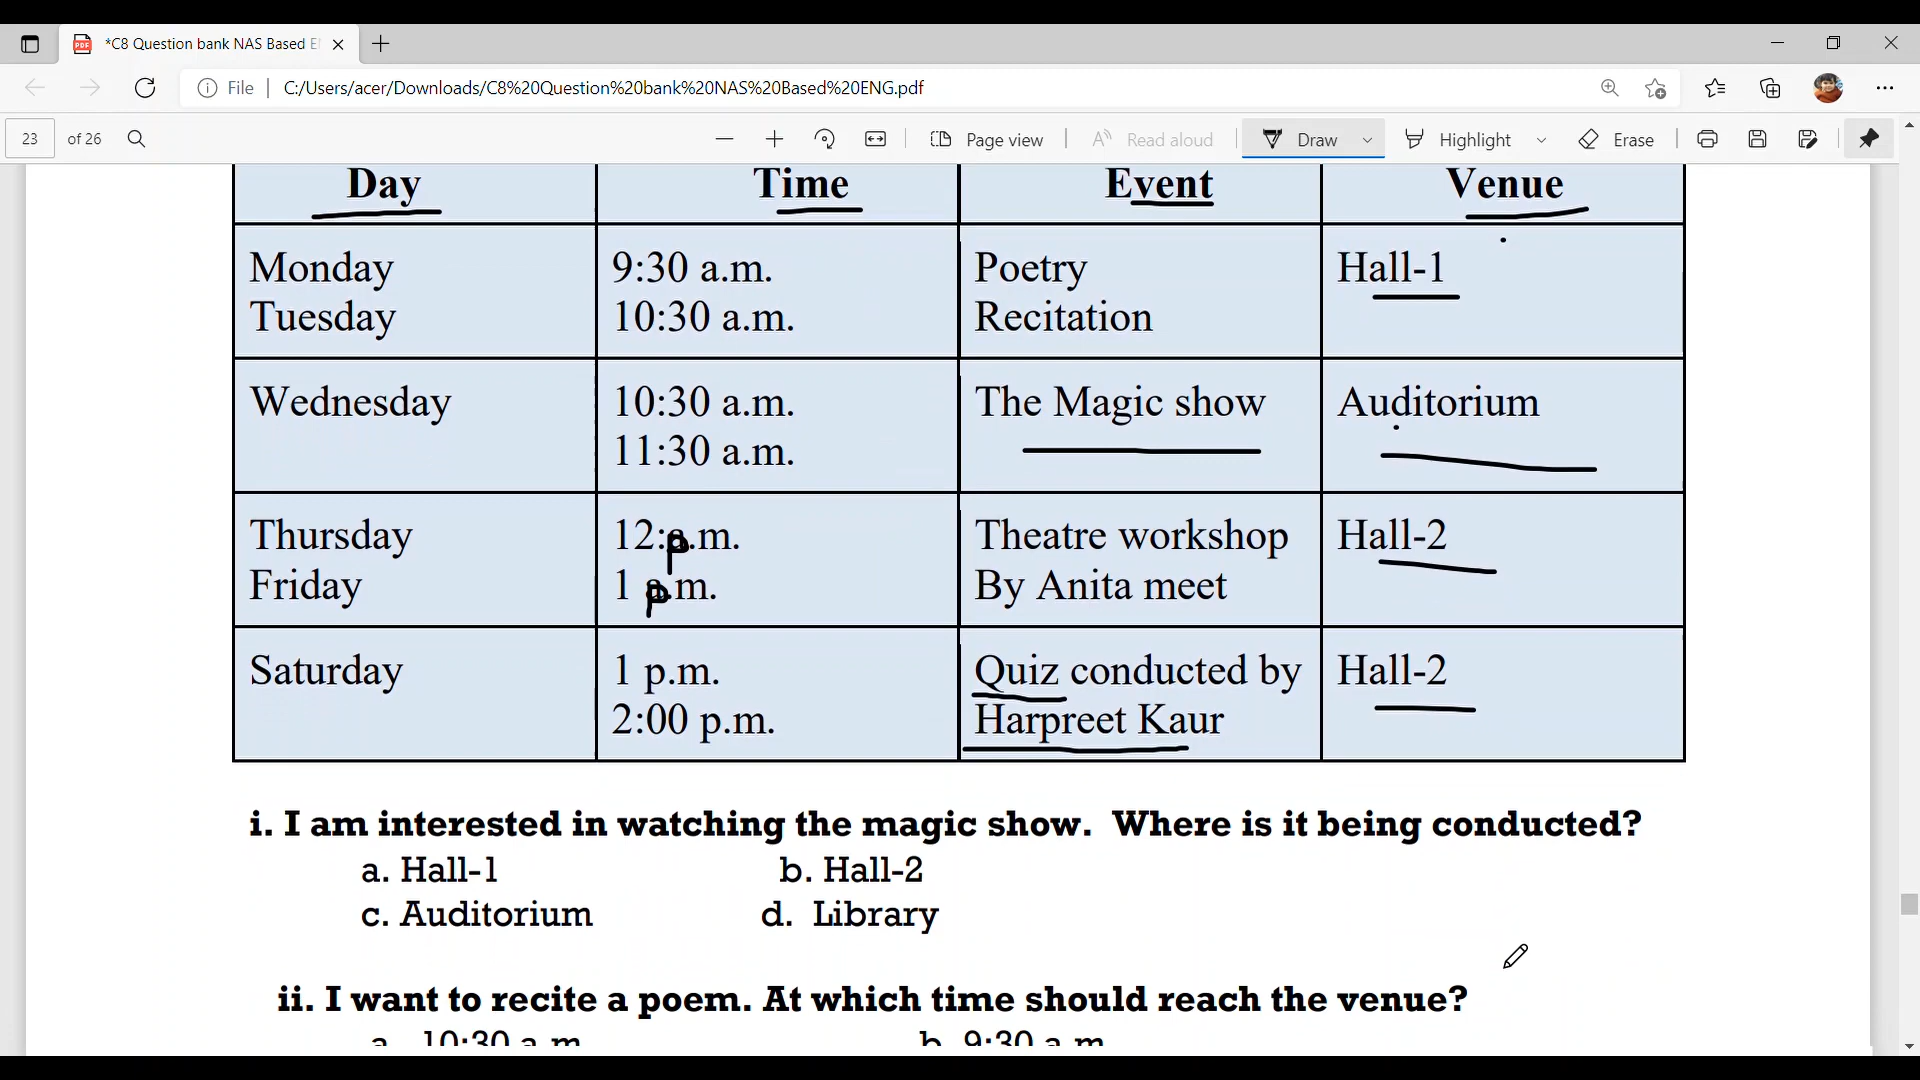 *C8 Question bank NAS Based E
File
C:/Users/acer/Downloads/C8%20Question%20bank%20NAS%20Based%20ENG.pdf
23 of 26
Page view
Read aloud
Draw
Highlight
Erase
Day Time Event Venue
Monday 9:30 a.m. Poetry Hall-1
Tuesday 10:30 a.m. Recitation
Wednesday 10:30 a.m. The Magic show Auditorium
11:30 a.m.
Thursday 12:p.m. Theatre workshop Hall-2
Friday 1 p.m. By Anita meet
Saturday 1 p.m. Quiz conducted by Hall-2
2:00 p.m. Harpreet Kaur
i. I am interested in watching the magic show. Where is it being conducted?
a. Hall-1 b. Hall-2
c. Auditorium d. Library
ii. I want to recite a poem. At which time should reach the venue?
a. 10:30 a.m b. 9:30 a.m